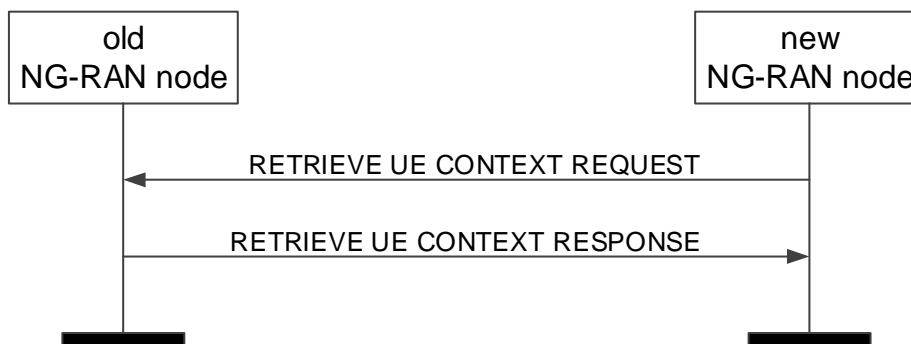 old
NG-RAN node
new
NG-RAN node
RETRIEVE UE CONTEXT REQUEST
RETRIEVE UE CONTEXT RESPONSE